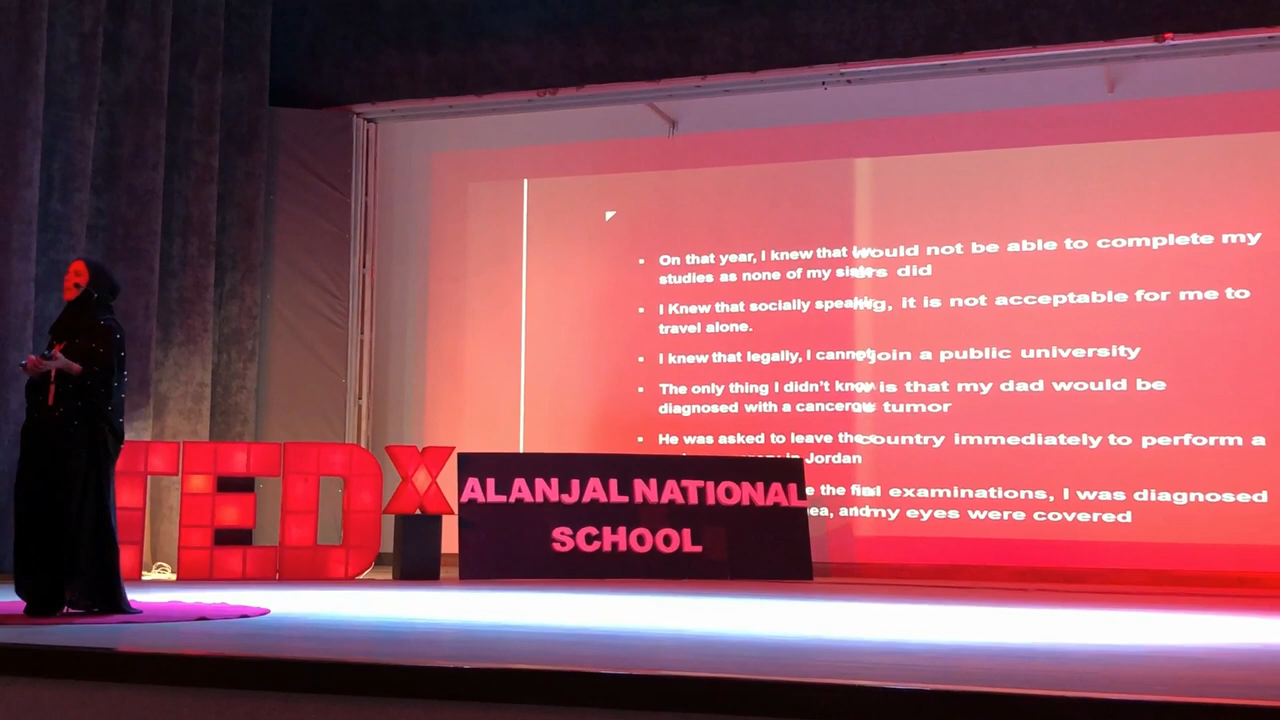 On that year, I knew that I would not be able to complete my
studies as none of my sisters did
I Knew that socially speaking, it is not acceptable for me to
travel alone.
I knew that legally, I cannot join a public university
The only thing I didn't know is that my dad would be
diagnosed with a cancerous tumor
He was asked to leave the country immediately to perform a
in Jordan
the final examinations, I was diagnosed
and my eyes were covered
TEDx
ALANJAL NATIONAL
SCHOOL